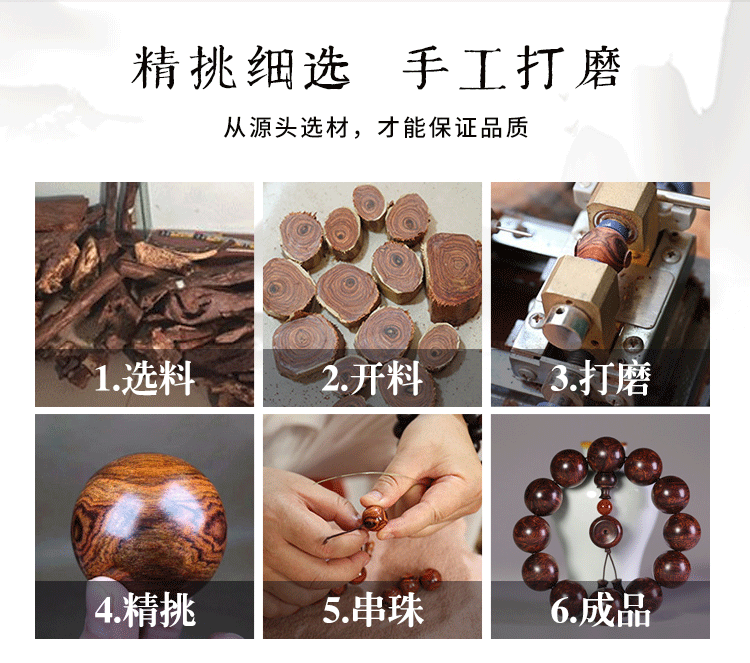 精挑细选 手工打磨
从源头选材，才能保证品质
1.选料
2.开料
3.打磨
4.精挑
5.串珠
6.成品